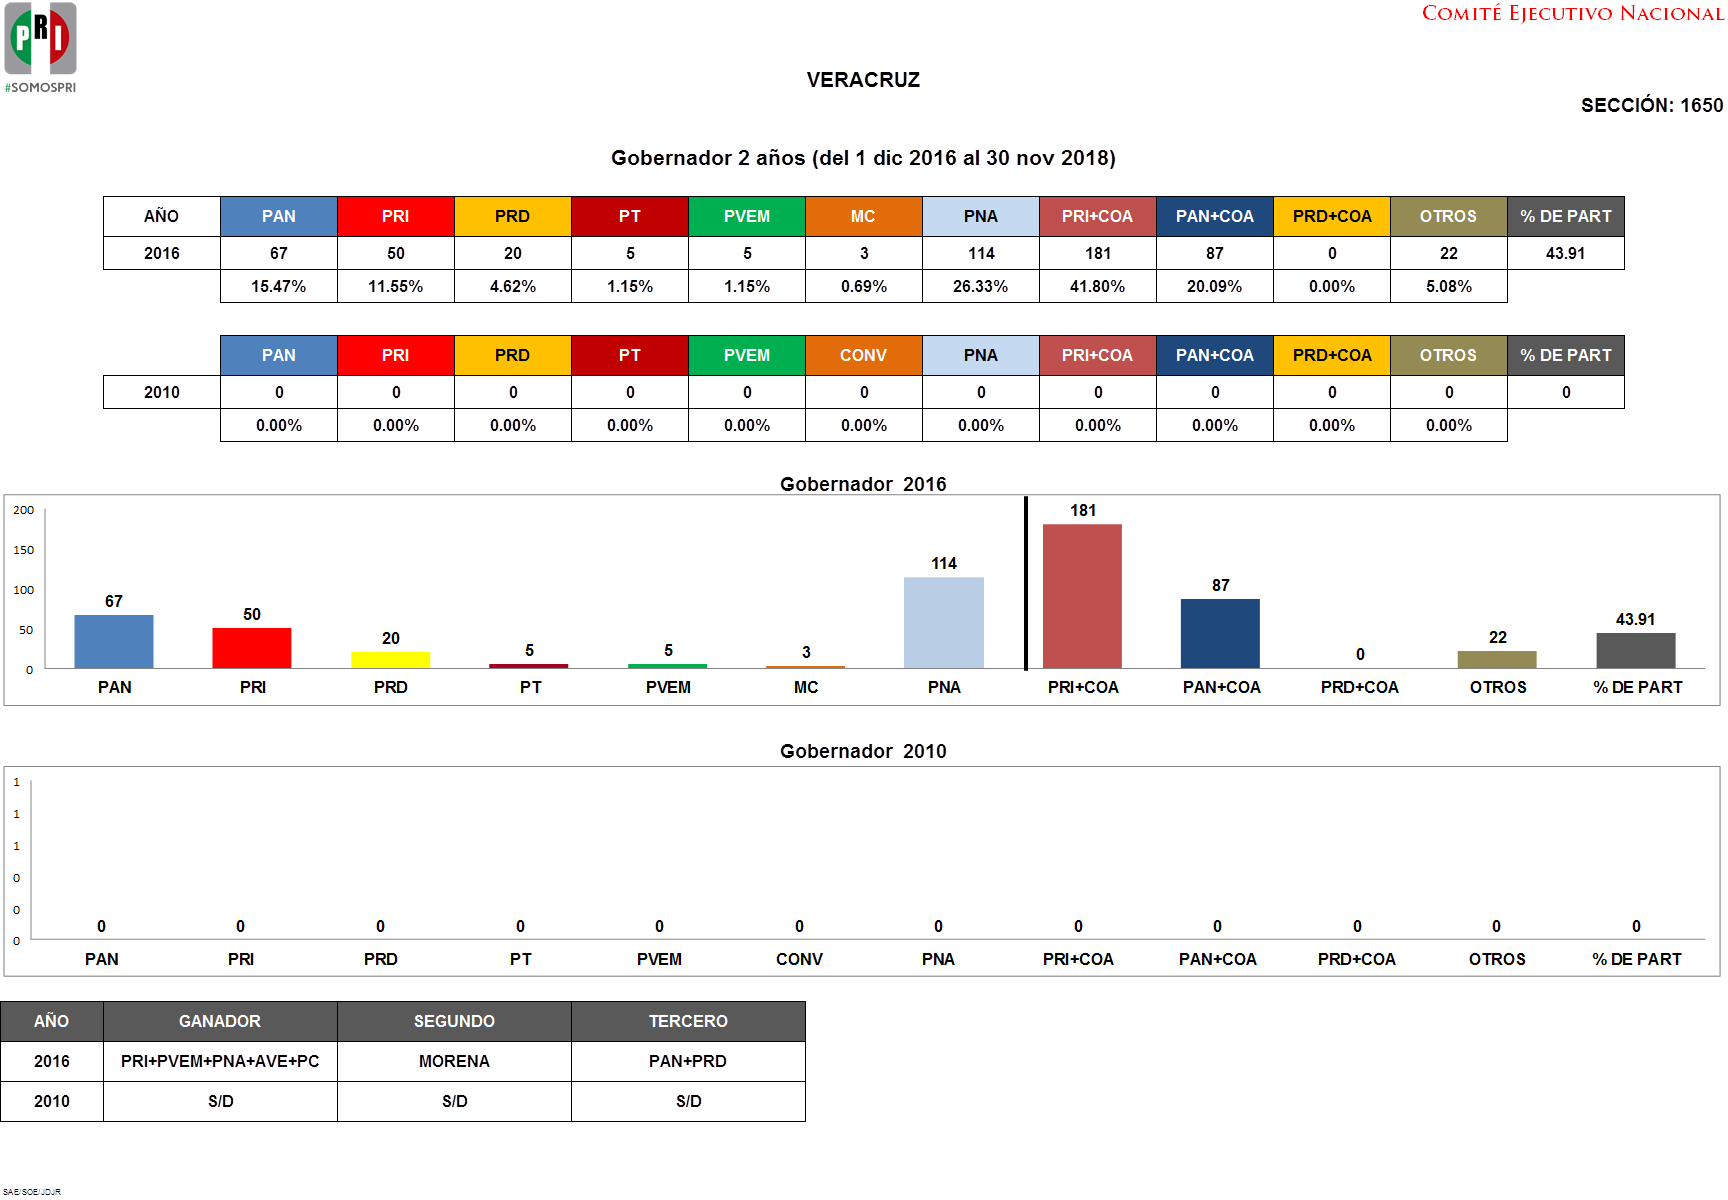 COMITÉ EJECUTIVO NACIONAL
PRI
#SOMOSPRI
VERACRUZ
SECCIÓN: 1650
Gobernador 2 años (del 1 dic 2016 al 30 nov 2018)
AÑO PAN PRI PRD PT PVEM MC PNA PRI+COA PAN+COA PRD+COA OTROS % DE PART
2016 67 50 20 5 5 3 114 181 87 0 22 43.91
15.47% 11.55% 4.62% 1.15% 1.15% 0.69% 26.33% 41.80% 20.09% 0.00% 5.08%
PAN PRI PRD PT PVEM CONV PNA PRI+COA PAN+COA PRD+COA OTROS % DE PART
2010 0 0 0 0 0 0 0 0 0 0 0 0
0.00% 0.00% 0.00% 0.00% 0.00% 0.00% 0.00% 0.00% 0.00% 0.00% 0.00%
Gobernador 2016
200
150
100
50
0
67 50 20 5 5 3 114 181 87 0 22 43.91
PAN PRI PRD PT PVEM MC PNA PRI+COA PAN+COA PRD+COA OTROS % DE PART
Gobernador 2010
1
1
1
0
0
0
0 0 0 0 0 0 0 0 0 0 0 0
PAN PRI PRD PT PVEM CONV PNA PRI+COA PAN+COA PRD+COA OTROS % DE PART
AÑO GANADOR SEGUNDO TERCERO
2016 PRI+PVEM+PNA+AVE+PC MORENA PAN+PRD
2010 S/D S/D S/D
SAE/SOE/JDJR